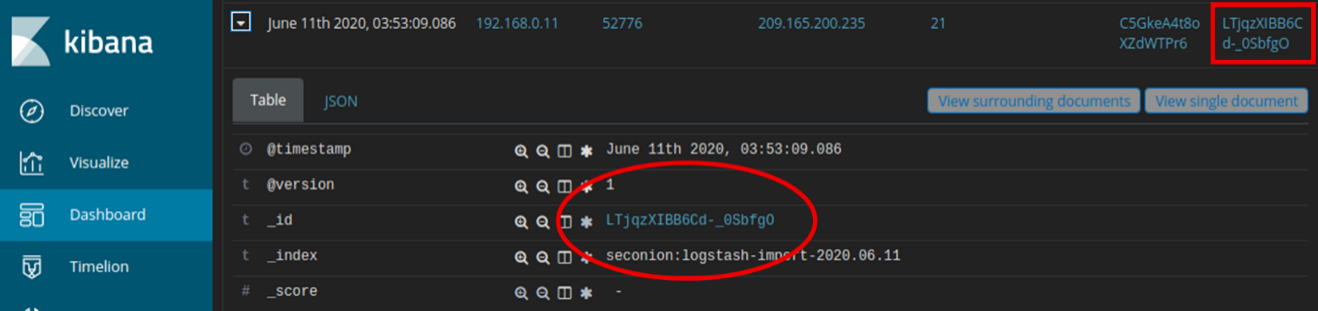 kibana
Discover
Visualize
Dashboard
Timelion
June 11th 2020, 03:53:09.086 192.168.0.11 52776 209.165.200.235 21 C5GkeA4t8o LTjqzXIBB6C
XZdWTPr6 d-_0SbfgO
Table JSON View surrounding documents View single document
@timestamp June 11th 2020, 03:53:09.086
t @version 1
t _id LTjqzXIBB6Cd-_0SbfgO
t _index seconion:logstash-import-2020.06.11
# _score -